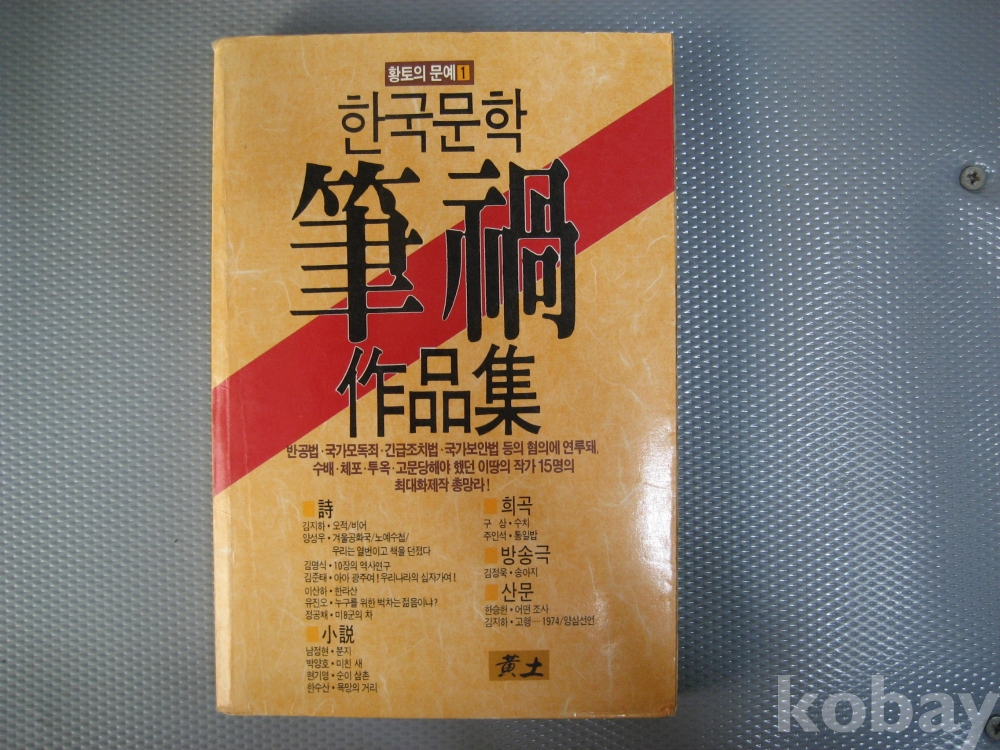 황토의 문예 1
한국문학
筆禍
作品集
반공법·국가모독죄·긴급조치법·국가보안법 등의 혐의에 연루돼,
수배·체포·투옥·고문당해야 했던 이땅의 작가 15명의
최대화제작 총망라!
詩
김지하·오적/비어
양성우·겨울공화국/노예수첩/
우리는 열번이고 책을 던졌다
김명식·10장의 역사연구
김준태·아아 광주여! 우리나라의 십자가여!
이산하·한라산
유진오·누구를 위한 벅차는 젊음이냐?
정공채·미8군의 차
小説
남정현·분지
박양호·미친 새
현기영·순이 삼촌
한수산·욕망의 거리
희곡
구 상·수치
주인석·통일밥
방송극
김정욱·송아지
산문
한승헌·어떤 조사
김지하·고행…1974/양심선언
黃土
kobay